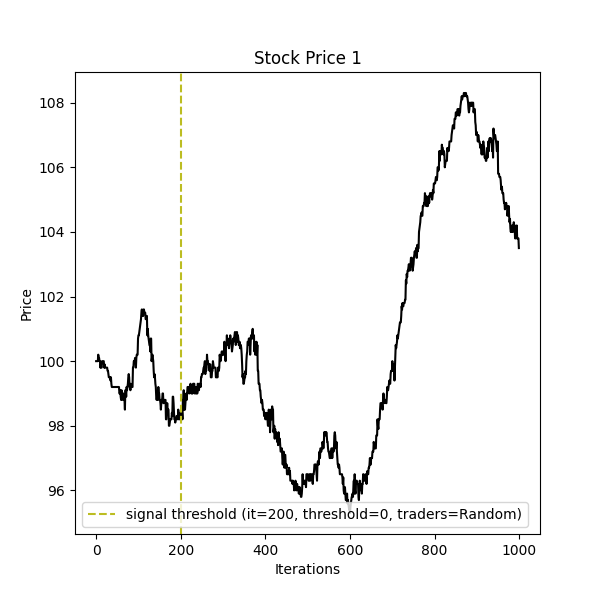 Stock Price 1
108
106
104
102
100
98
96
Price
signal threshold (it=200, threshold=0, traders=Random)
0 200 400 600 800 1000
Iterations